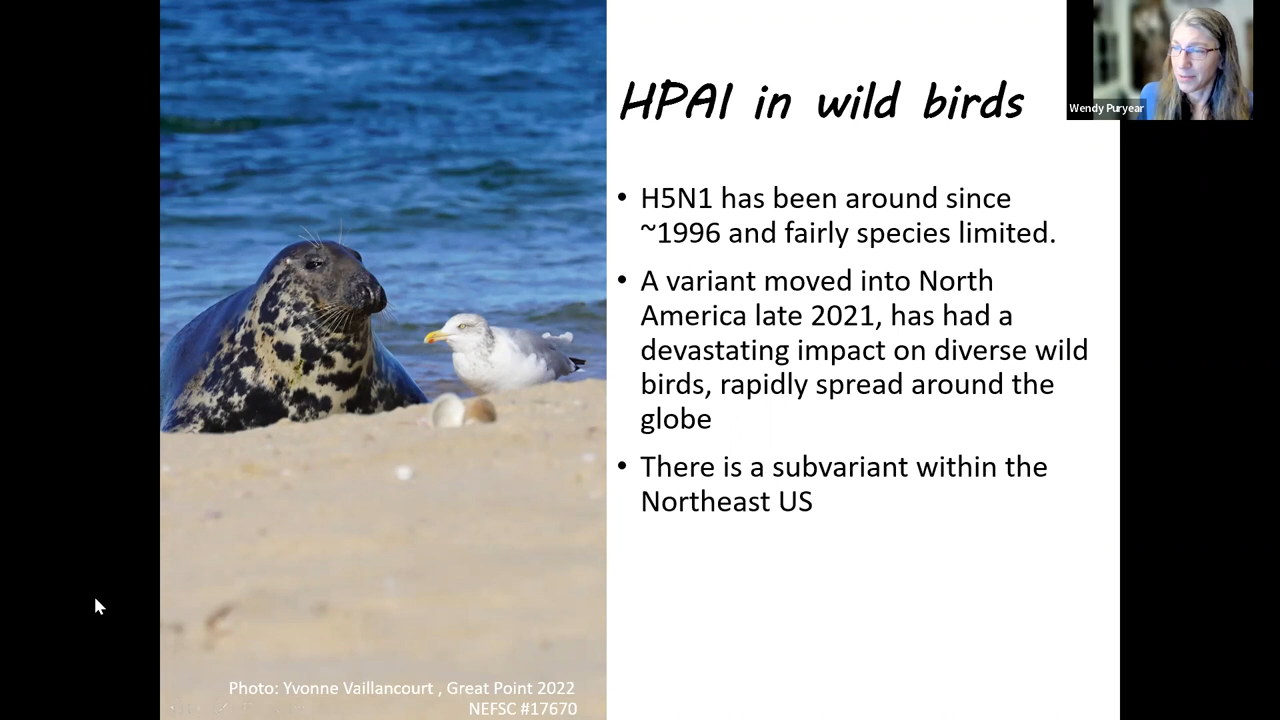 HPAI in wild birds
Wendy Puryear
• H5N1 has been around since
~1996 and fairly species limited.
• A variant moved into North
America late 2021, has had a
devastating impact on diverse wild
birds, rapidly spread around the
globe
• There is a subvariant within the
Northeast US
Photo: Yvonne Vaillancourt , Great Point 2022
NEFSC #17670